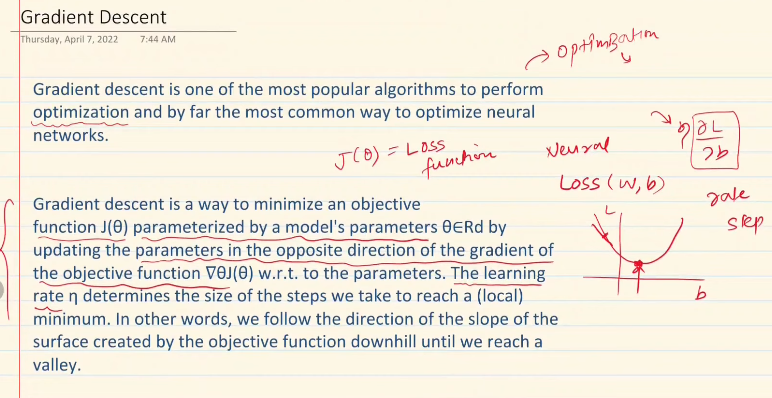 Gradient Descent
Thursday, April 7, 2022 7:44 AM
Optimization
Gradient descent is one of the most popular algorithms to perform
optimization and by far the most common way to optimize neural
networks.
J(θ) = Loss
function
Neural
η ∂L
∂b
Loss (W, b)
rate
step
L
b
Gradient descent is a way to minimize an objective
function J(θ) parameterized by a model's parameters θ∈Rd by
updating the parameters in the opposite direction of the gradient of
the objective function ∇θJ(θ) w.r.t. to the parameters. The learning
rate η determines the size of the steps we take to reach a (local)
minimum. In other words, we follow the direction of the slope of the
surface created by the objective function downhill until we reach a
valley.